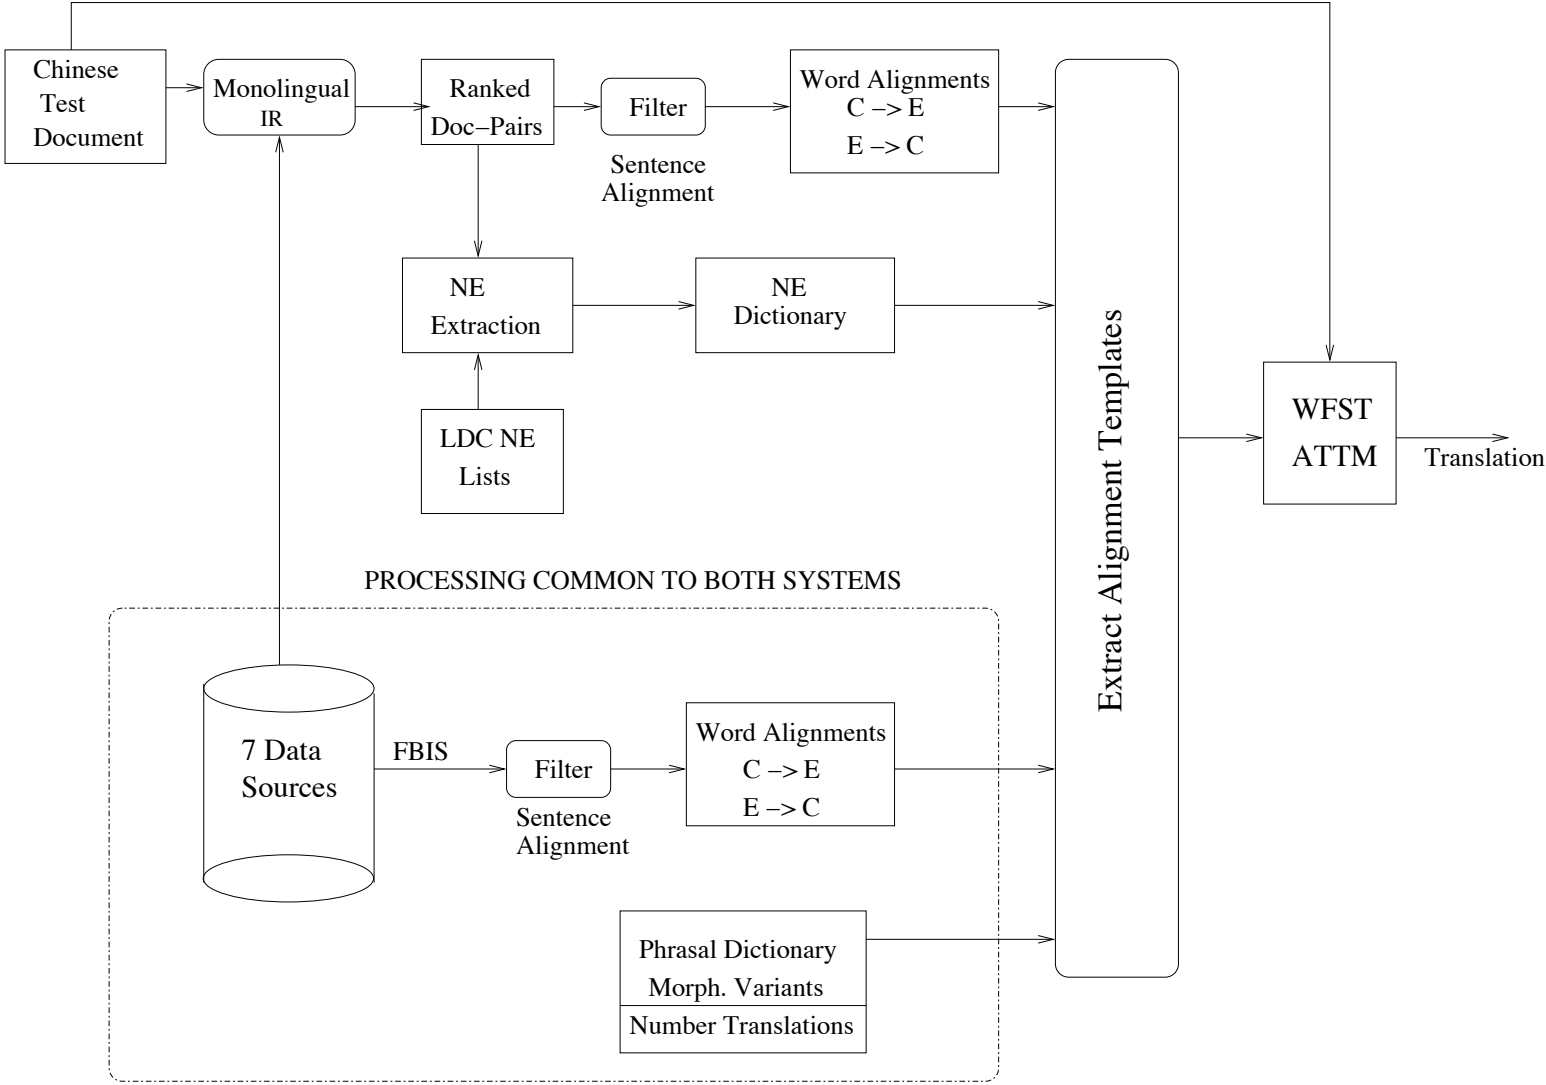 Chinese
Test
Document
Monolingual
IR
Ranked
Doc–Pairs
Filter
Sentence
Alignment
Word Alignments
C –> E
E –> C
NE
Extraction
NE
Dictionary
LDC NE
Lists
Extract Alignment Templates
WFST
ATTM
Translation
PROCESSING COMMON TO BOTH SYSTEMS
7 Data
Sources
FBIS
Filter
Sentence
Alignment
Word Alignments
C –> E
E –> C
Phrasal Dictionary
Morph. Variants
Number Translations